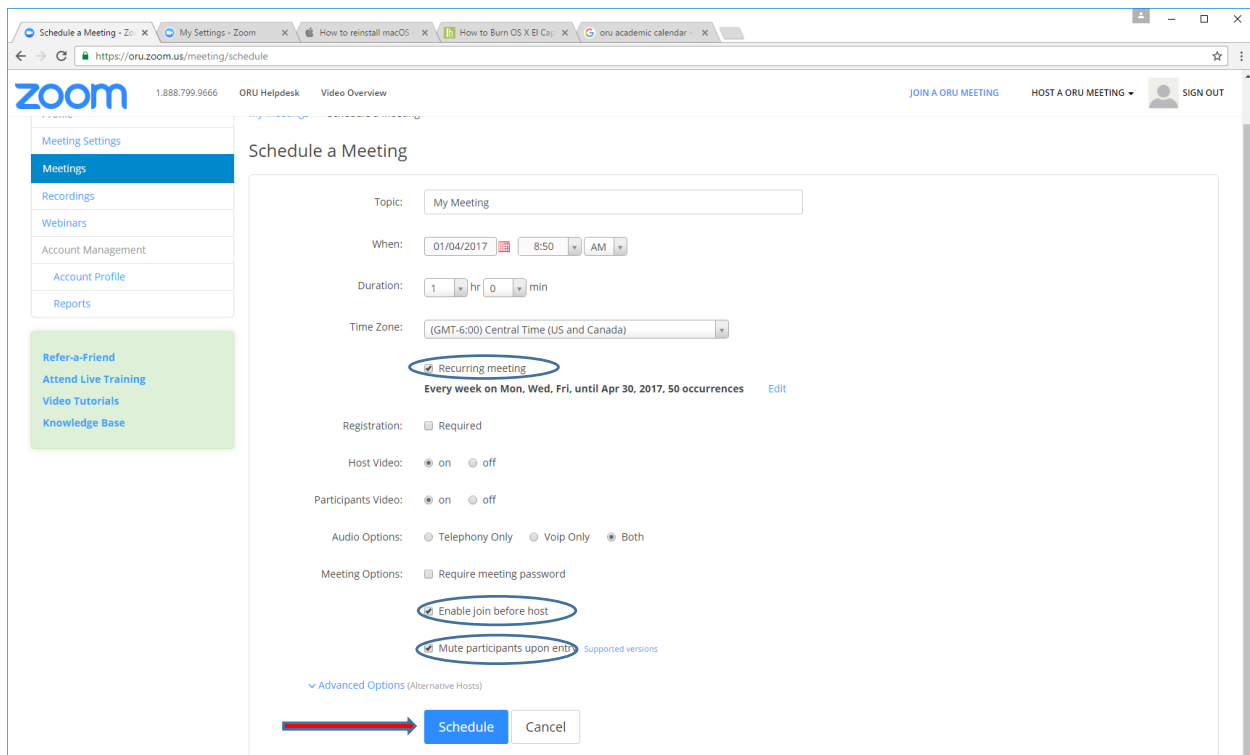 Schedule a Meeting - Zo
My Settings - Zoom
How to reinstall macOS
How to Burn OS X El Cap
oru academic calendar -
https://oru.zoom.us/meeting/schedule
zoom
1.888.799.9666 ORU Helpdesk Video Overview
JOIN A ORU MEETING HOST A ORU MEETING SIGN OUT
Profile
My Meetings Schedule a Meeting
Meeting Settings
Meetings
Recordings
Webinars
Account Management
Account Profile
Reports
Refer-a-Friend
Attend Live Training
Video Tutorials
Knowledge Base
Schedule a Meeting
Topic: My Meeting
When: 01/04/2017 8:50 AM
Duration: 1 hr 0 min
Time Zone: (GMT-6:00) Central Time (US and Canada)
Recurring meeting
Every week on Mon, Wed, Fri, until Apr 30, 2017, 50 occurrences Edit
Registration: Required
Host Video: on off
Participants Video: on off
Audio Options: Telephony Only Voip Only Both
Meeting Options: Require meeting password
Enable join before host
Mute participants upon entry Supported versions
Advanced Options (Alternative Hosts)
Schedule Cancel